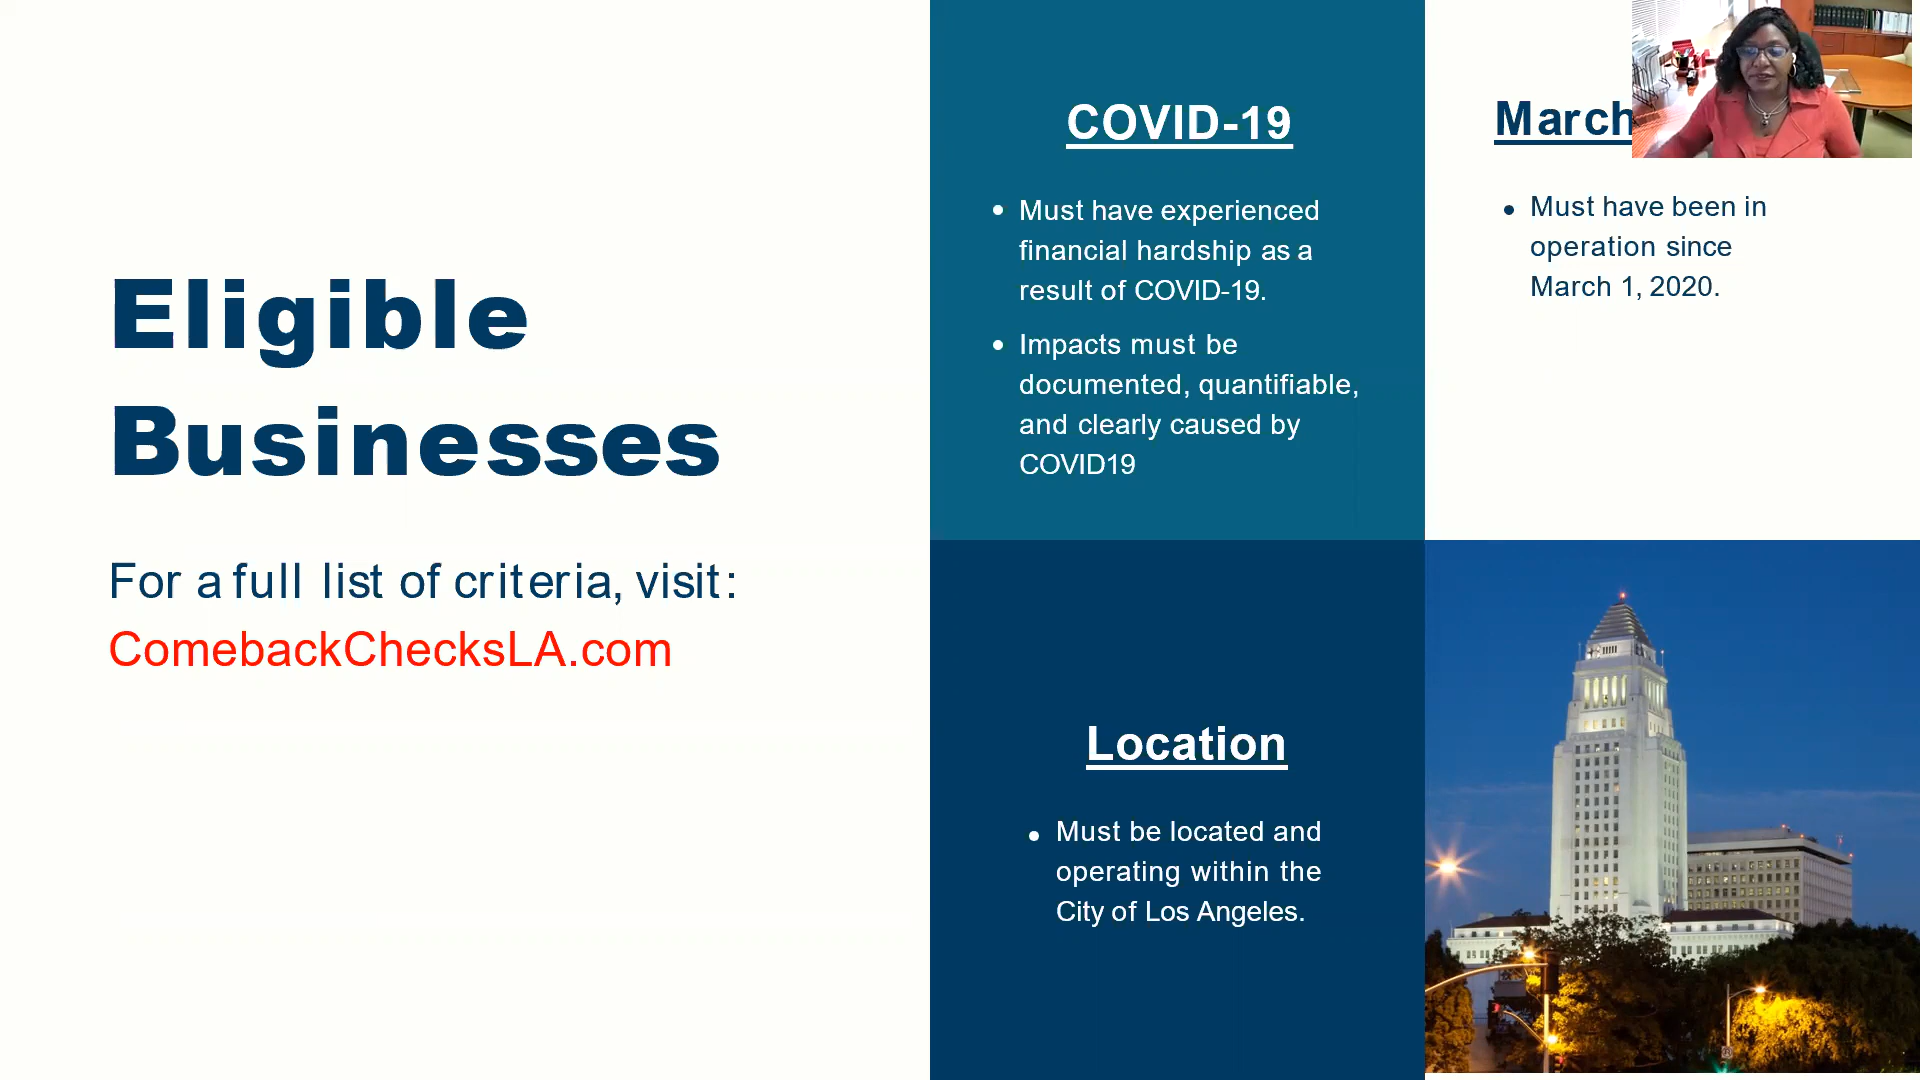 Eligible
Businesses
For a full list of criteria, visit:
ComebackChecksLA.com
COVID-19
• Must have experienced
financial hardship as a
result of COVID-19.
• Impacts must be
documented, quantifiable,
and clearly caused by
COVID19
March
• Must have been in
operation since
March 1, 2020.
Location
• Must be located and
operating within the
City of Los Angeles.